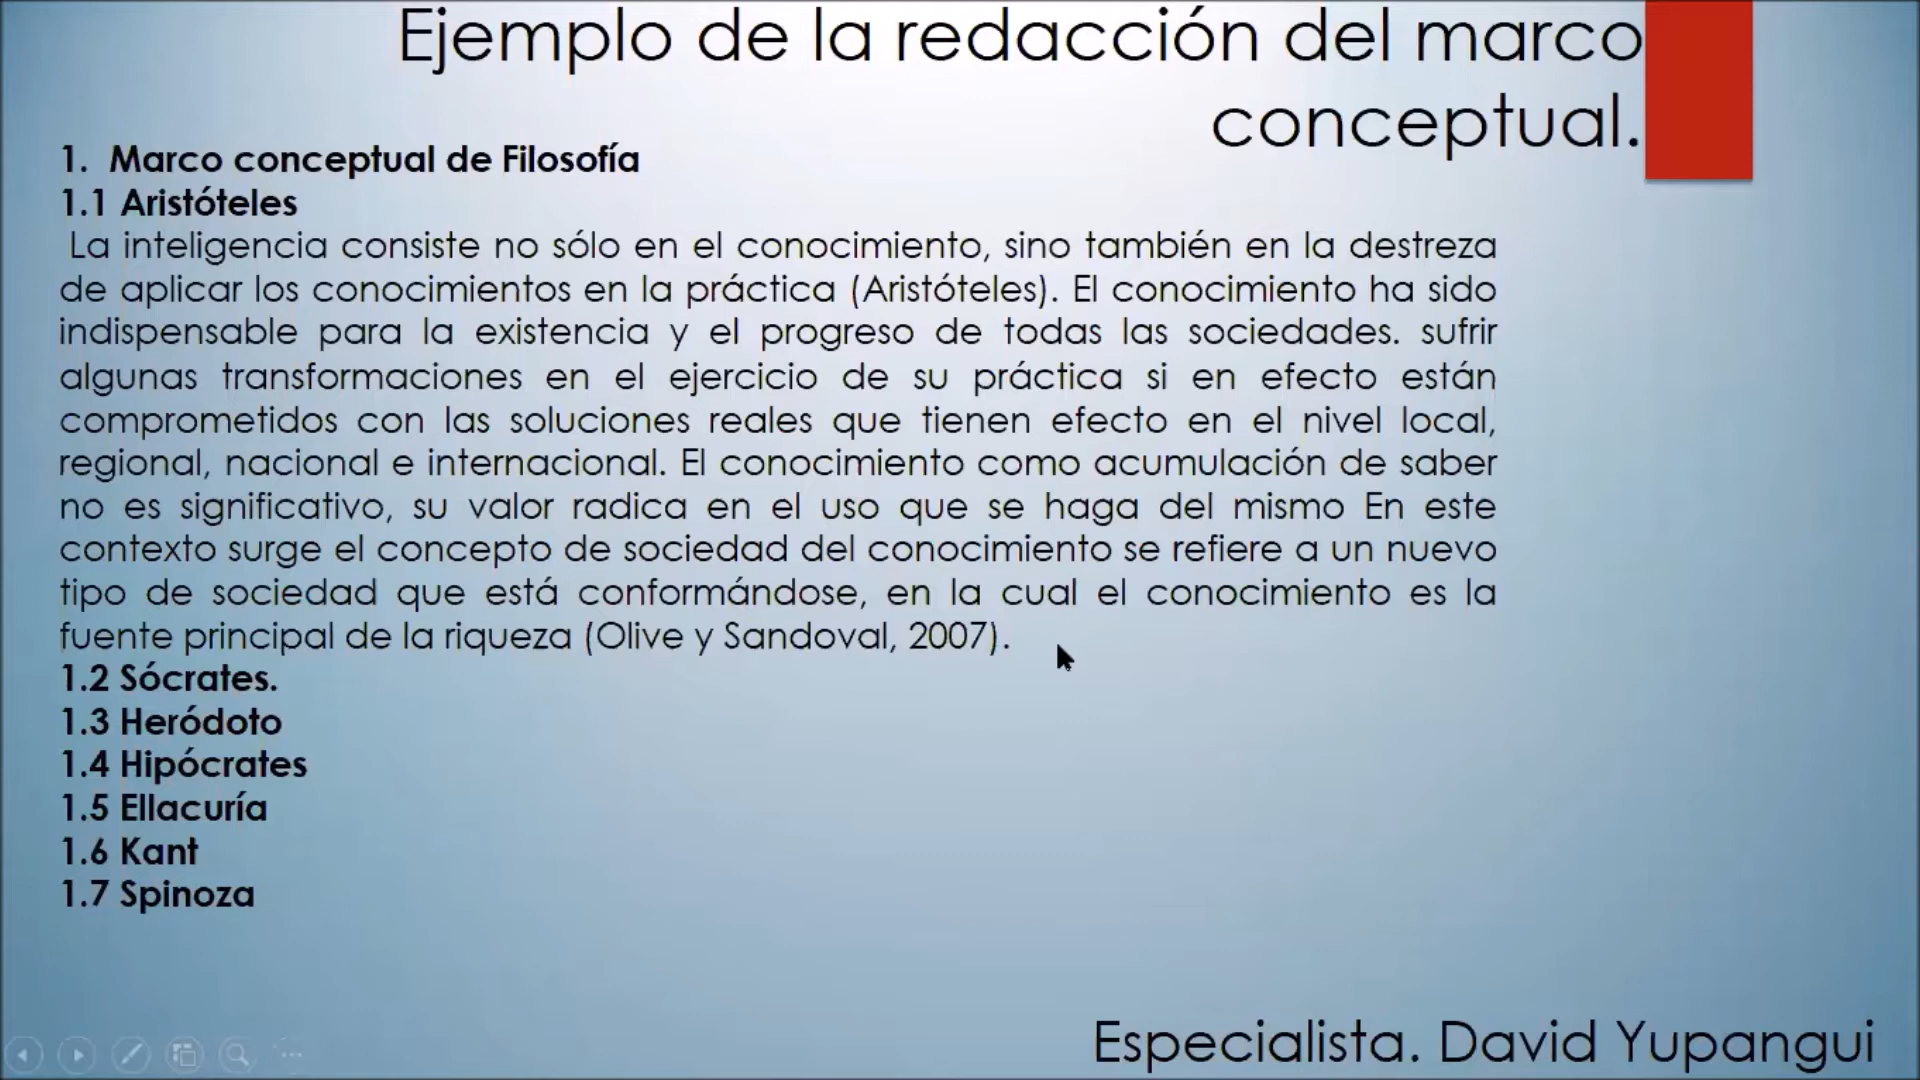 Ejemplo de la redacción del marco
conceptual.
1. Marco conceptual de Filosofía
1.1 Aristóteles
La inteligencia consiste no sólo en el conocimiento, sino también en la destreza
de aplicar los conocimientos en la práctica (Aristóteles). El conocimiento ha sido
indispensable para la existencia y el progreso de todas las sociedades. sufrir
algunas transformaciones en el ejercicio de su práctica si en efecto están
comprometidos con las soluciones reales que tienen efecto en el nivel local,
regional, nacional e internacional. El conocimiento como acumulación de saber
no es significativo, su valor radica en el uso que se haga del mismo En este
contexto surge el concepto de sociedad del conocimiento se refiere a un nuevo
tipo de sociedad que está conformándose, en la cual el conocimiento es la
fuente principal de la riqueza (Olive y Sandoval, 2007).
1.2 Sócrates.
1.3 Heródoto
1.4 Hipócrates
1.5 Ellacuría
1.6 Kant
1.7 Spinoza
Especialista. David Yupangui